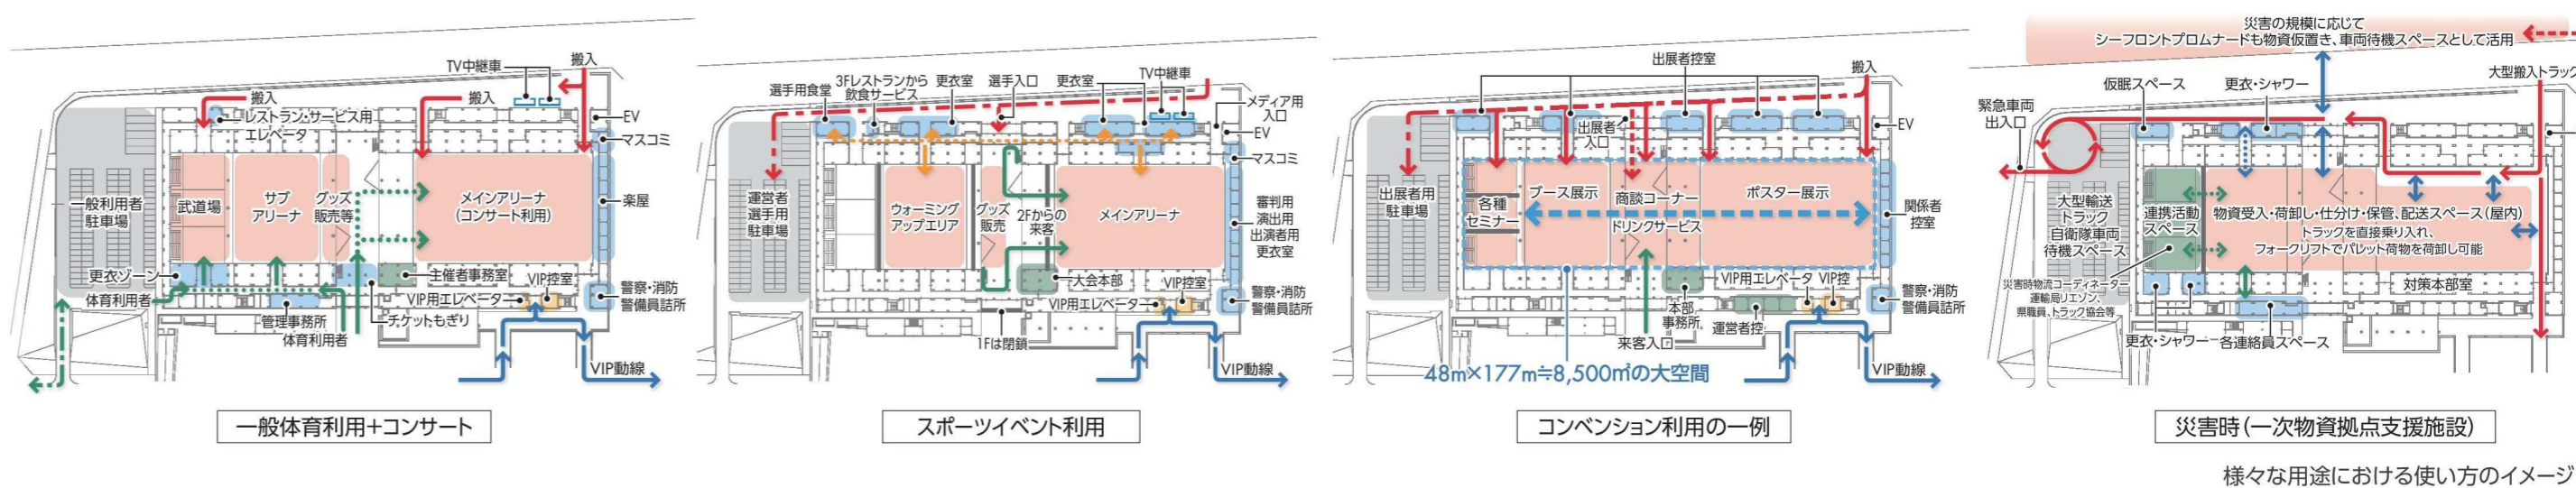 TV中継車
搬入
搬入
搬入
レストラン・サービス用
エレベータ
EV
マスコミ
一般利用者
駐車場
武道場
サブ
アリーナ
グッズ
販売等
メインアリーナ
(コンサート利用)
楽屋
更衣ゾーン
主催者事務室
VIP控室
体育利用者
VIP用エレベーター
警察・消防
警備員詰所
管理事務所
チケットもぎり
体育利用者
VIP動線
一般体育利用+コンサート
選手用食堂
3Fレストランから
飲食サービス
更衣室
選手入口
更衣室
TV中継車
メディア用
入口
EV
マスコミ
運営者
選手用
駐車場
ウォーミング
アップエリア
グッズ
販売
2Fからの
来客
メインアリーナ
審判用
演出用
出演者用
更衣室
大会本部
VIP控室
VIP用エレベーター
警察・消防
警備員詰所
1Fは閉鎖
VIP動線
スポーツイベント利用
出展者控室
搬入
出展者
入口
EV
出展者用
駐車場
各種
セミナー
ブース展示
商談コーナー
ドリンクサービス
ポスター展示
関係者
控室
VIP用エレベータ
VIP控
本部
事務所
運営者控
警察・消防
警備員詰所
来客入口
48m×177m≒8,500㎡の大空間
VIP動線
コンベンション利用の一例
災害の規模に応じて
シーフロントプロムナードも物資仮置き、車両待機スペースとして活用
大型搬入トラック
仮眠スペース
更衣・シャワー
緊急車両
出入口
大型輸送
トラック
自衛隊車両
待機スペース
連携活動
スペース
物資受入・荷卸し・仕分け・保管、配送スペース(屋内)
トラックを直接乗り入れ、
フォークリフトでパレット荷物を荷卸し可能
災害時物流コーディネーター
運輸局リエゾン、
県職員、トラック協会等
対策本部室
更衣・シャワー
各連絡員スペース
災害時(一次物資拠点支援施設)
様々な用途における使い方のイメージ